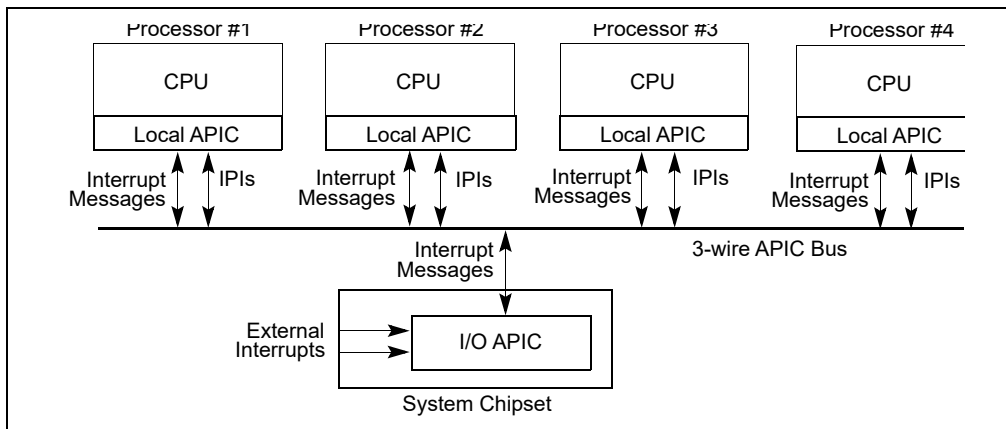 Processor #1
Processor #2
Processor #3
Processor #4
CPU
CPU
CPU
CPU
Local APIC
Local APIC
Local APIC
Local APIC
Interrupt
Messages
IPIs
Interrupt
Messages
IPIs
Interrupt
Messages
IPIs
Interrupt
Messages
IPIs
Interrupt
Messages
3-wire APIC Bus
External
Interrupts
I/O APIC
System Chipset